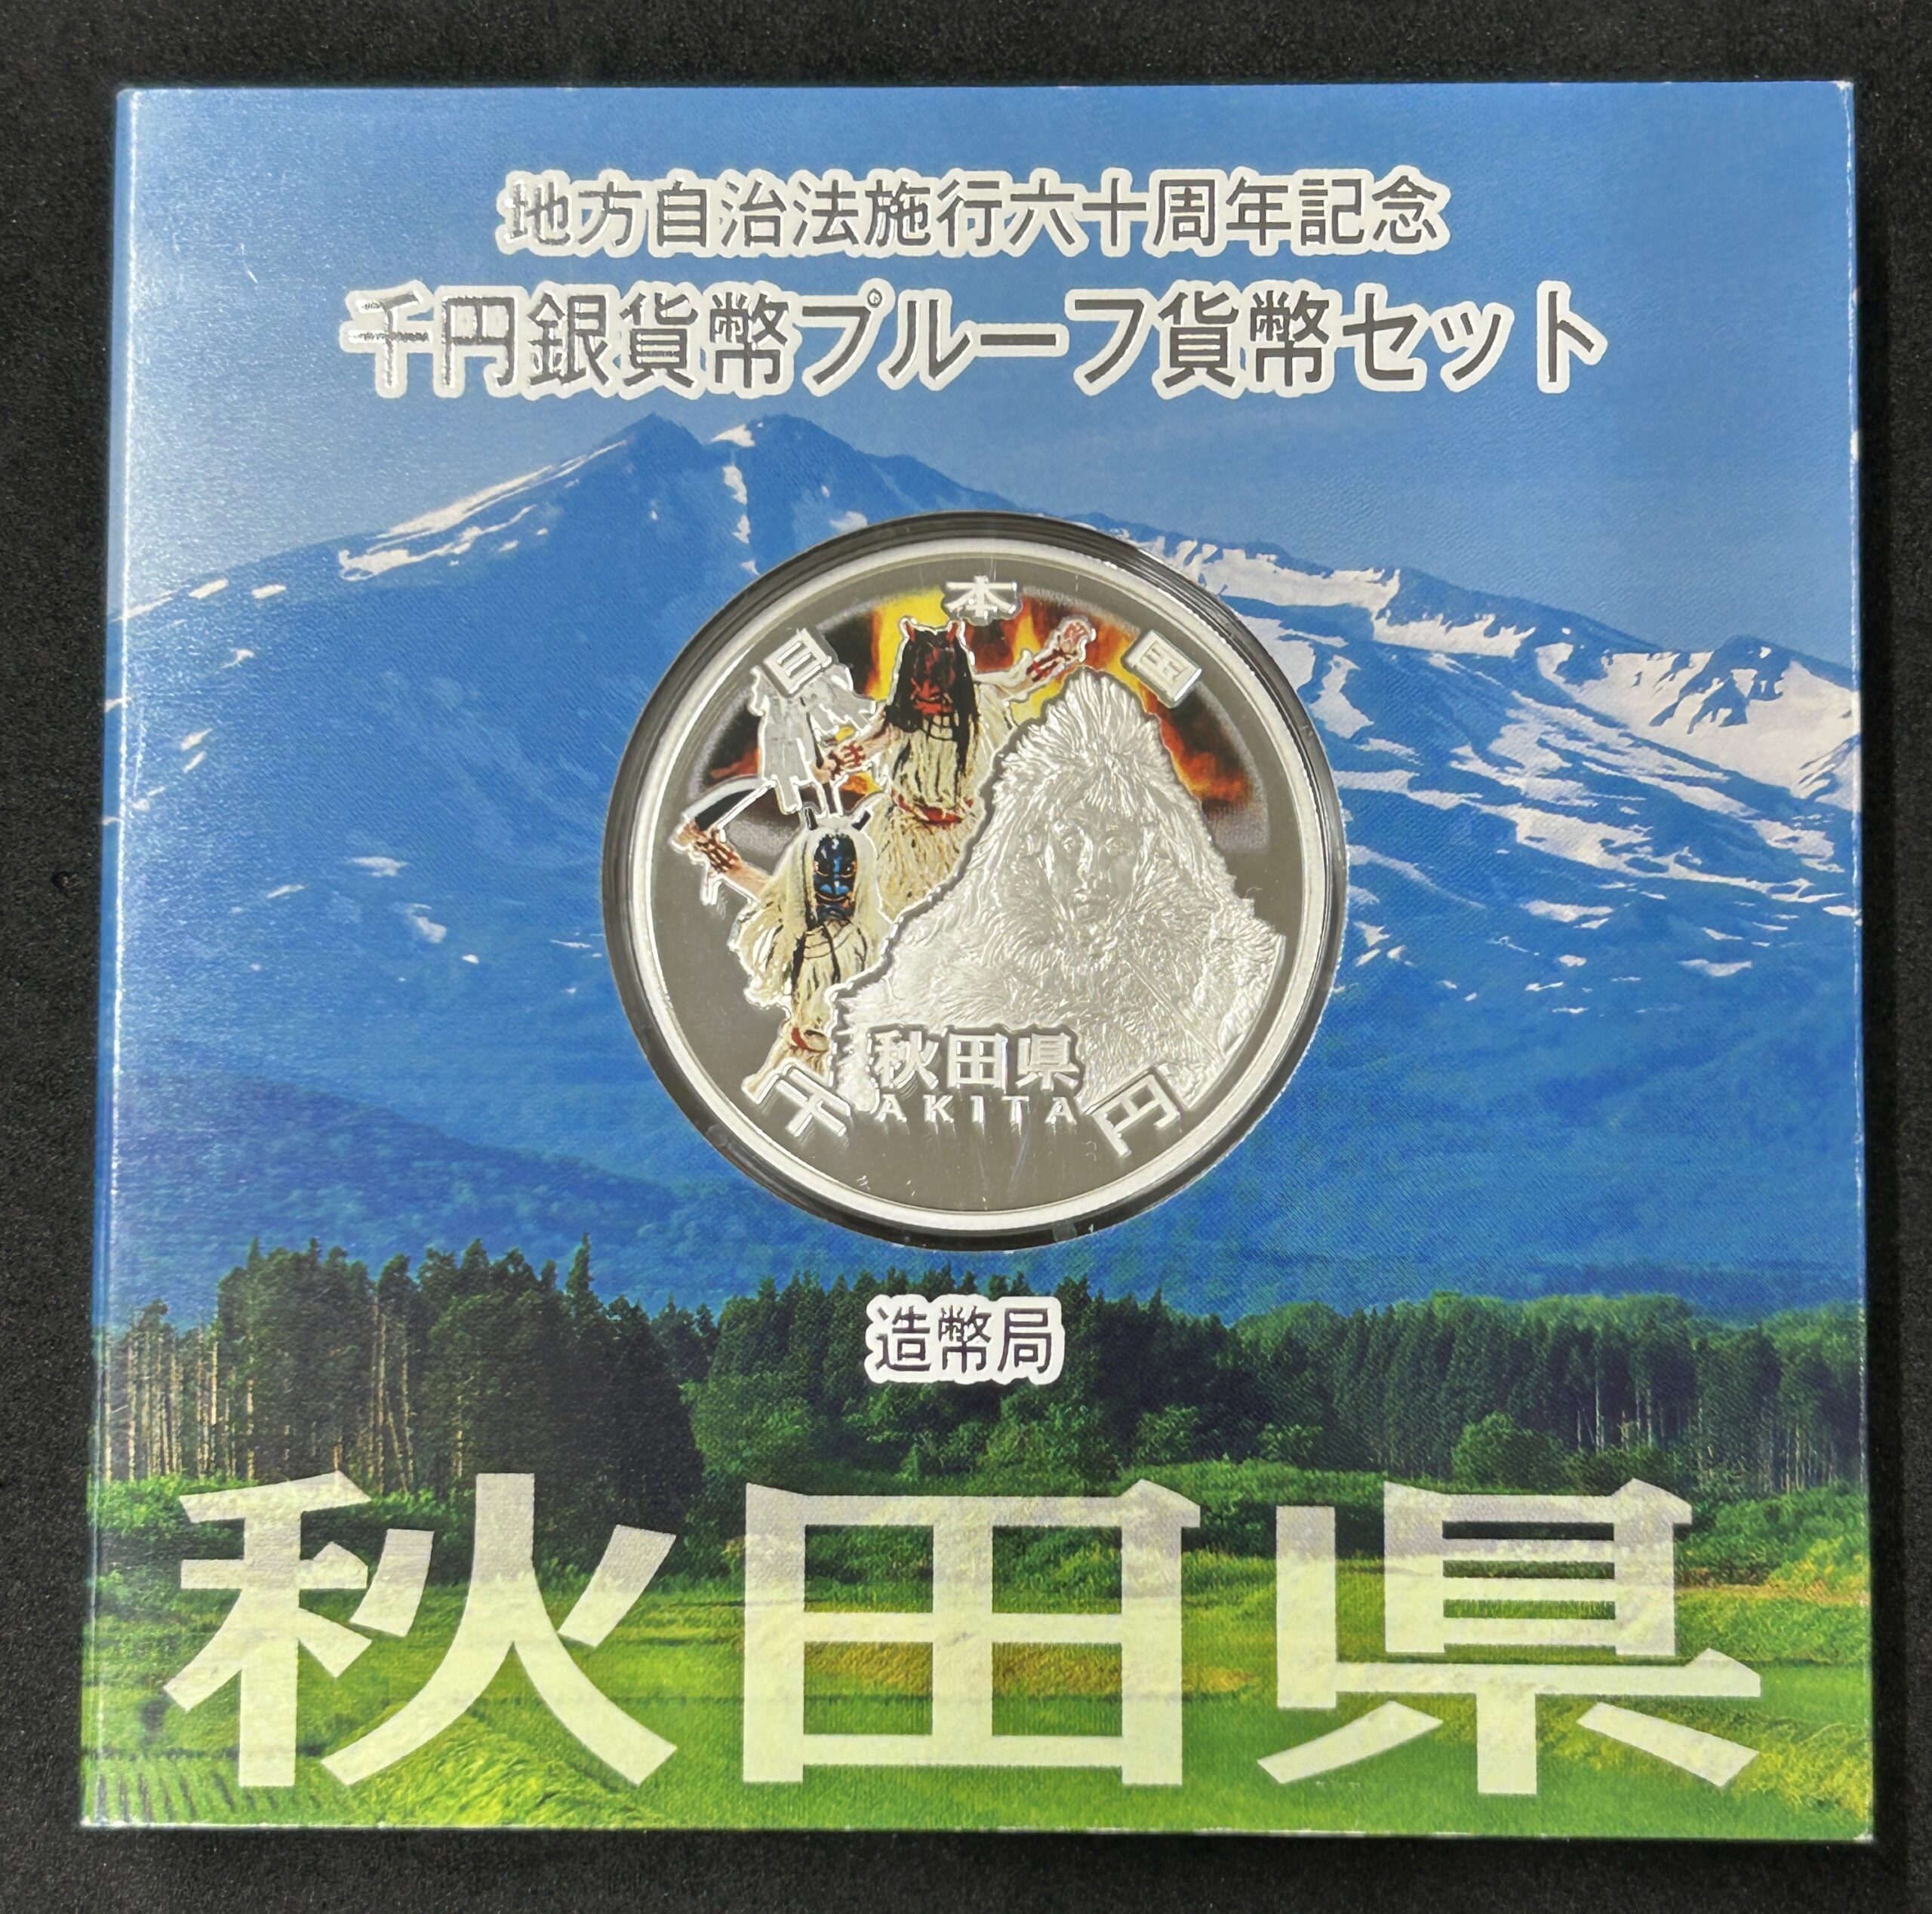 地方自治法施行六十周年記念
千円銀貨幣プルーフ貨幣セット
日本国
秋田県
AKITA
千円
造幣局
秋田県